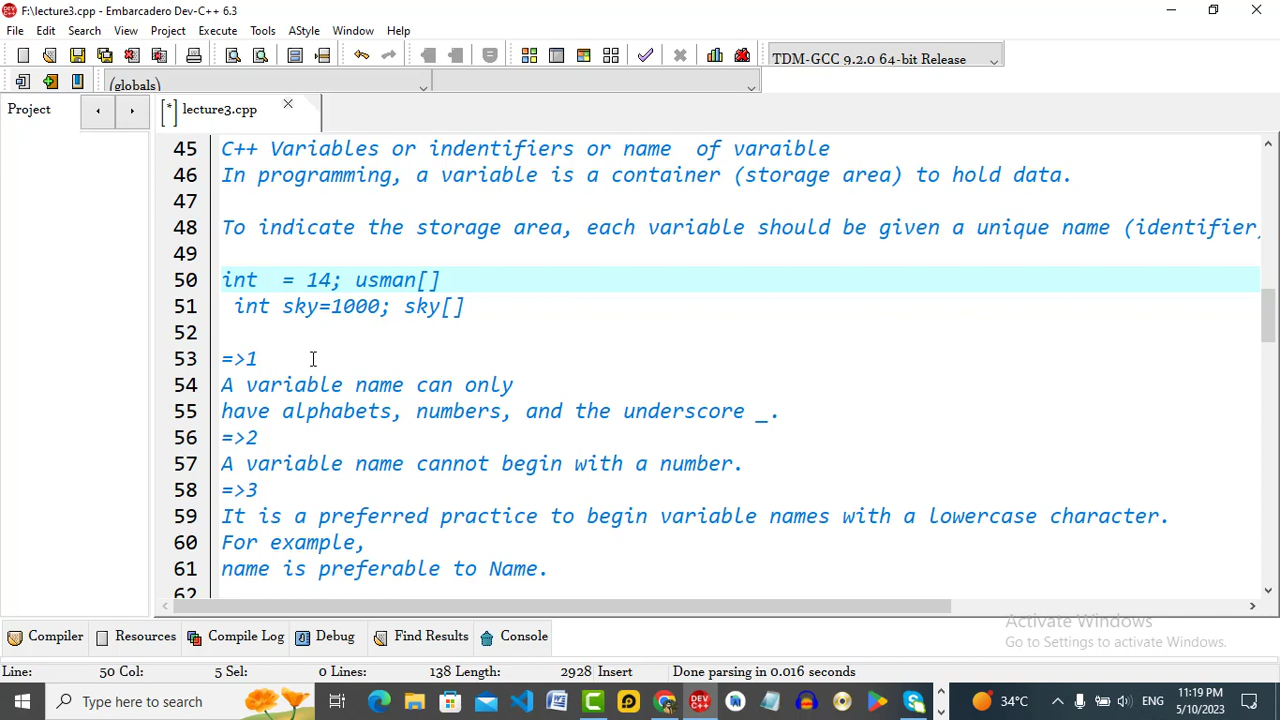 F:\lecture3.cpp - Embarcadero Dev-C++ 6.3
File Edit Search View Project Execute Tools AStyle Window Help
TDM-GCC 9.2.0 64-bit Release
(globals)
Project
[*] lecture3.cpp
45 C++ Variables or indentifiers or name  of varaible
46 In programming, a variable is a container (storage area) to hold data.
47
48 To indicate the storage area, each variable should be given a unique name (identifier)
49
50 int  = 14; usman[]
51 int sky=1000; sky[]
52
53 =>1
54 A variable name can only
55 have alphabets, numbers, and the underscore _.
56 =>2
57 A variable name cannot begin with a number.
58 =>3
59 It is a preferred practice to begin variable names with a lowercase character.
60 For example,
61 name is preferable to Name.
62
Activate Windows
Go to Settings to activate Windows.
Compiler Resources Compile Log Debug Find Results Console
Line: 50 Col: 5 Sel: 0 Lines: 138 Length: 2928 Insert Done parsing in 0.016 seconds
Type here to search
34°C
ENG
11:19 PM
5/10/2023